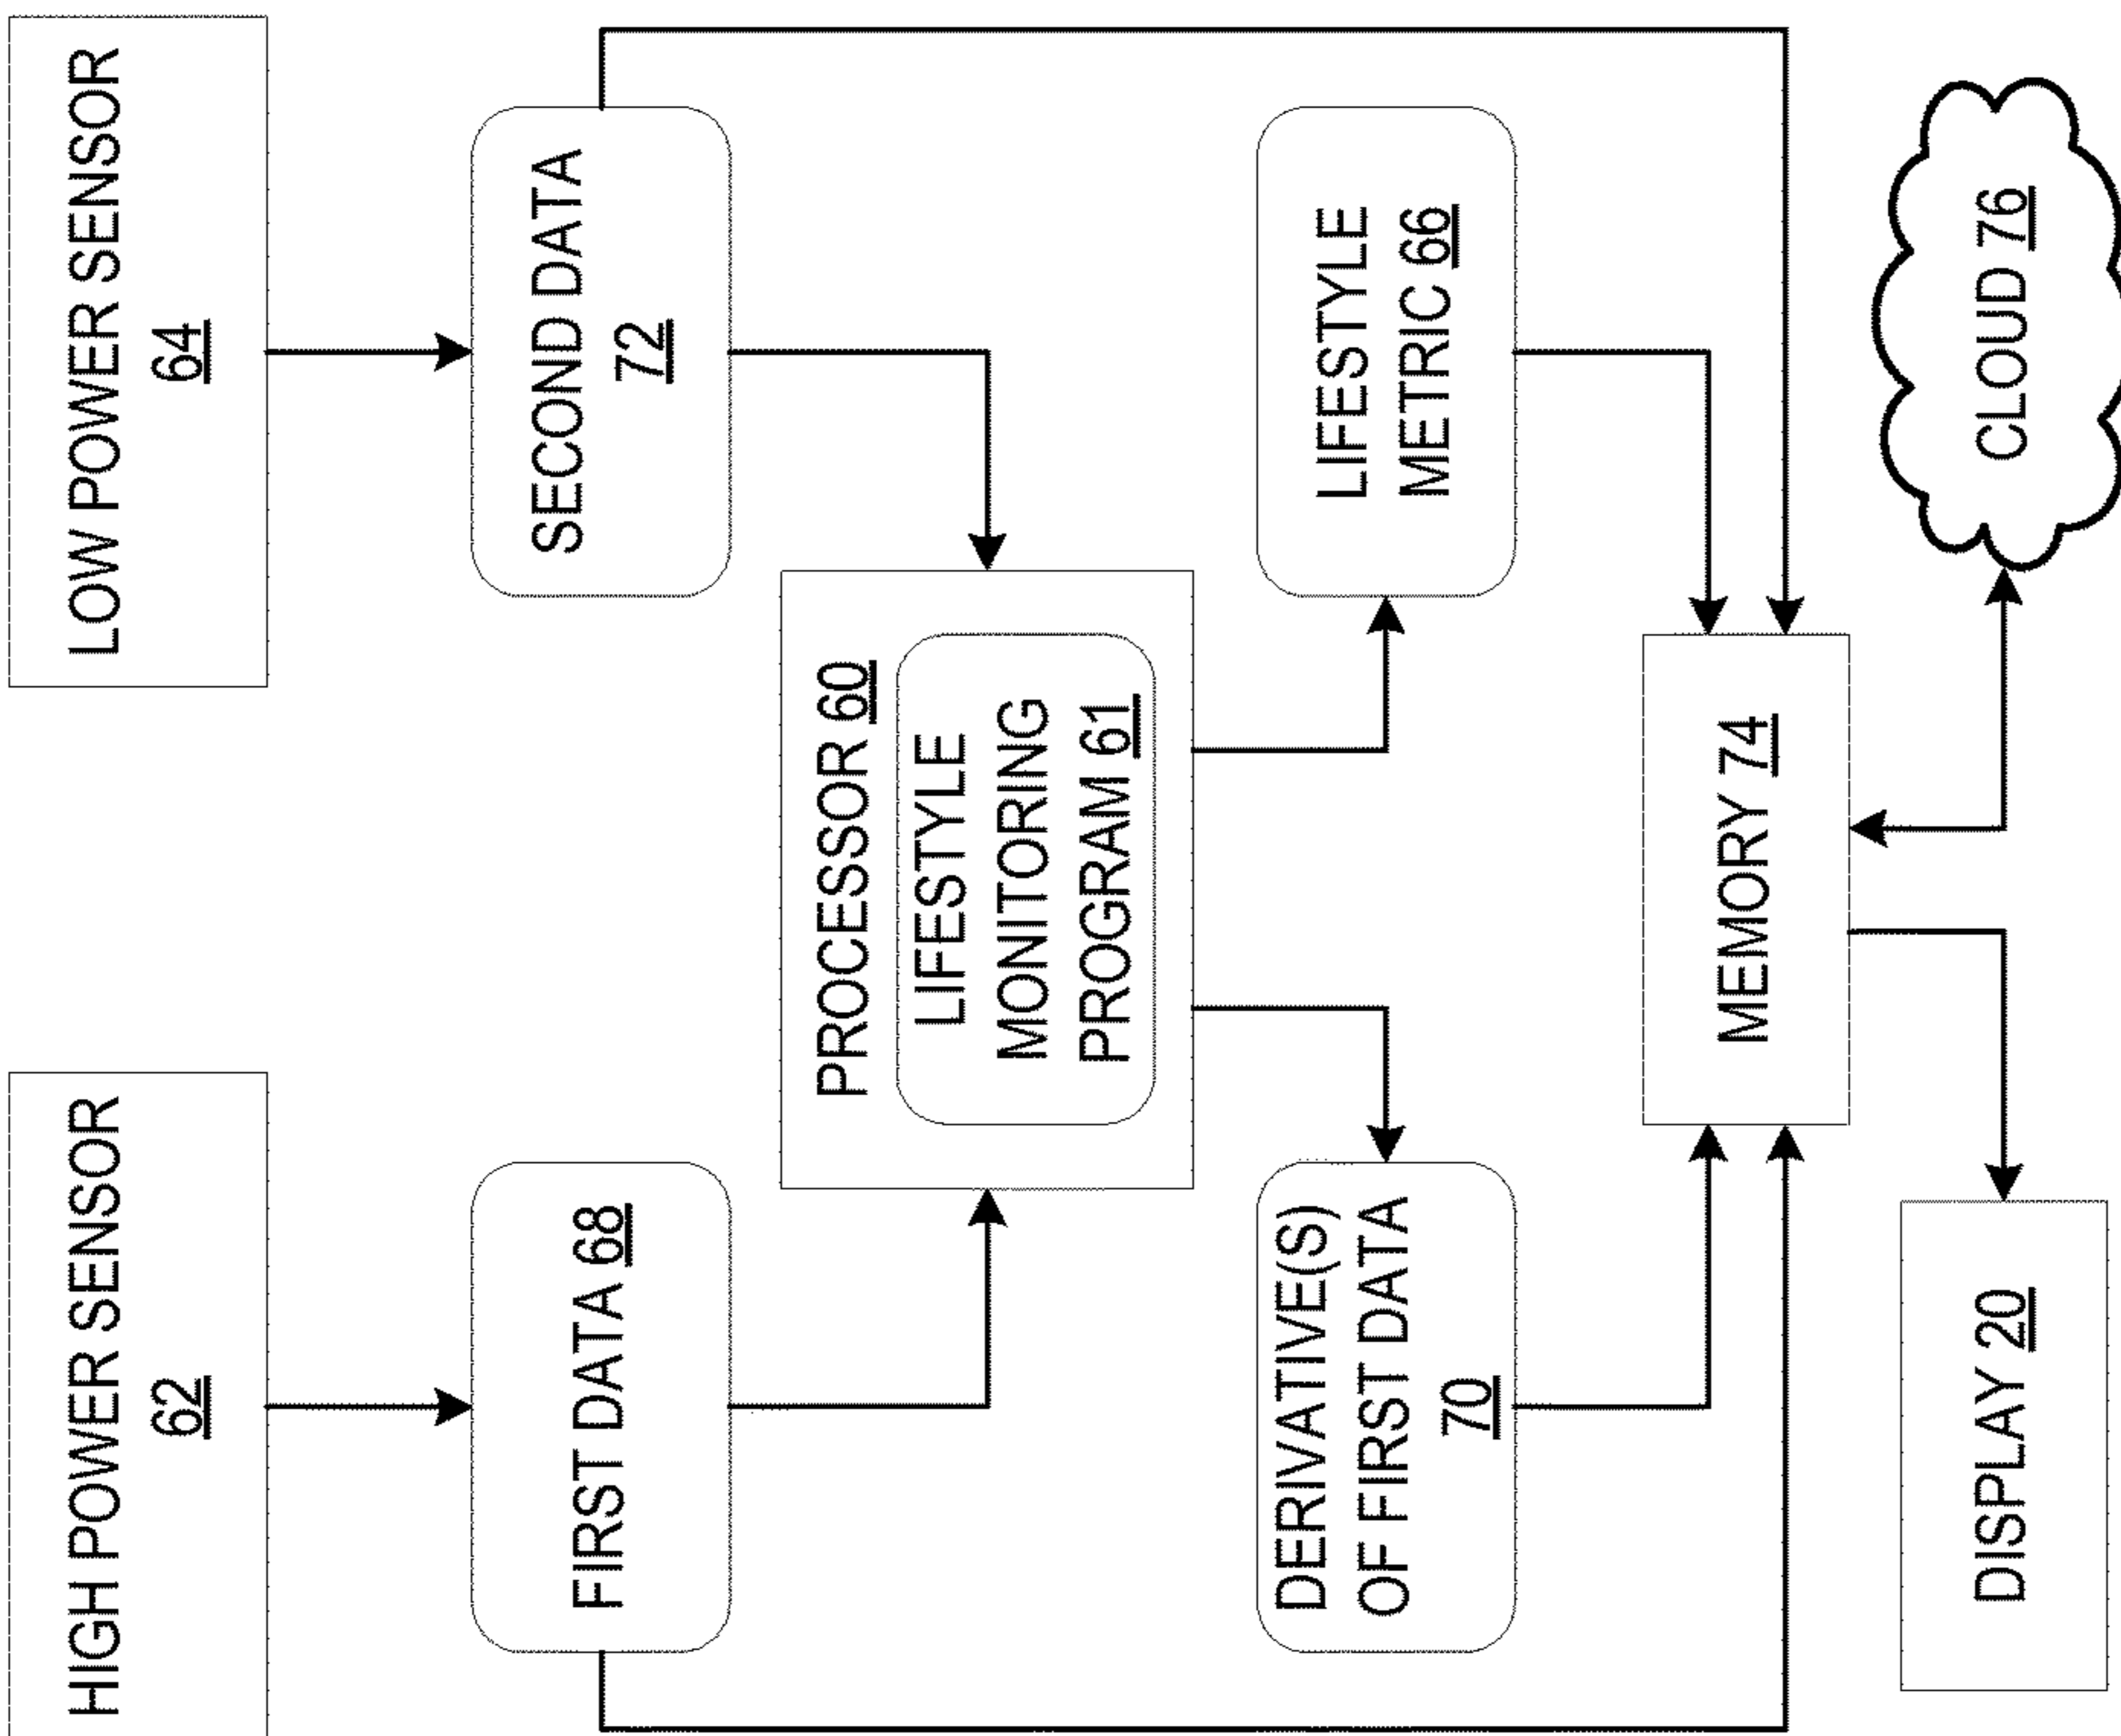 HIGH POWER SENSOR
62
LOW POWER SENSOR
64
FIRST DATA 68
SECOND DATA
72
PROCESSOR 60
LIFESTYLE
MONITORING
PROGRAM 61
DERIVATIVE(S)
OF FIRST DATA
70
LIFESTYLE
METRIC 66
MEMORY 74
DISPLAY 20
CLOUD 76